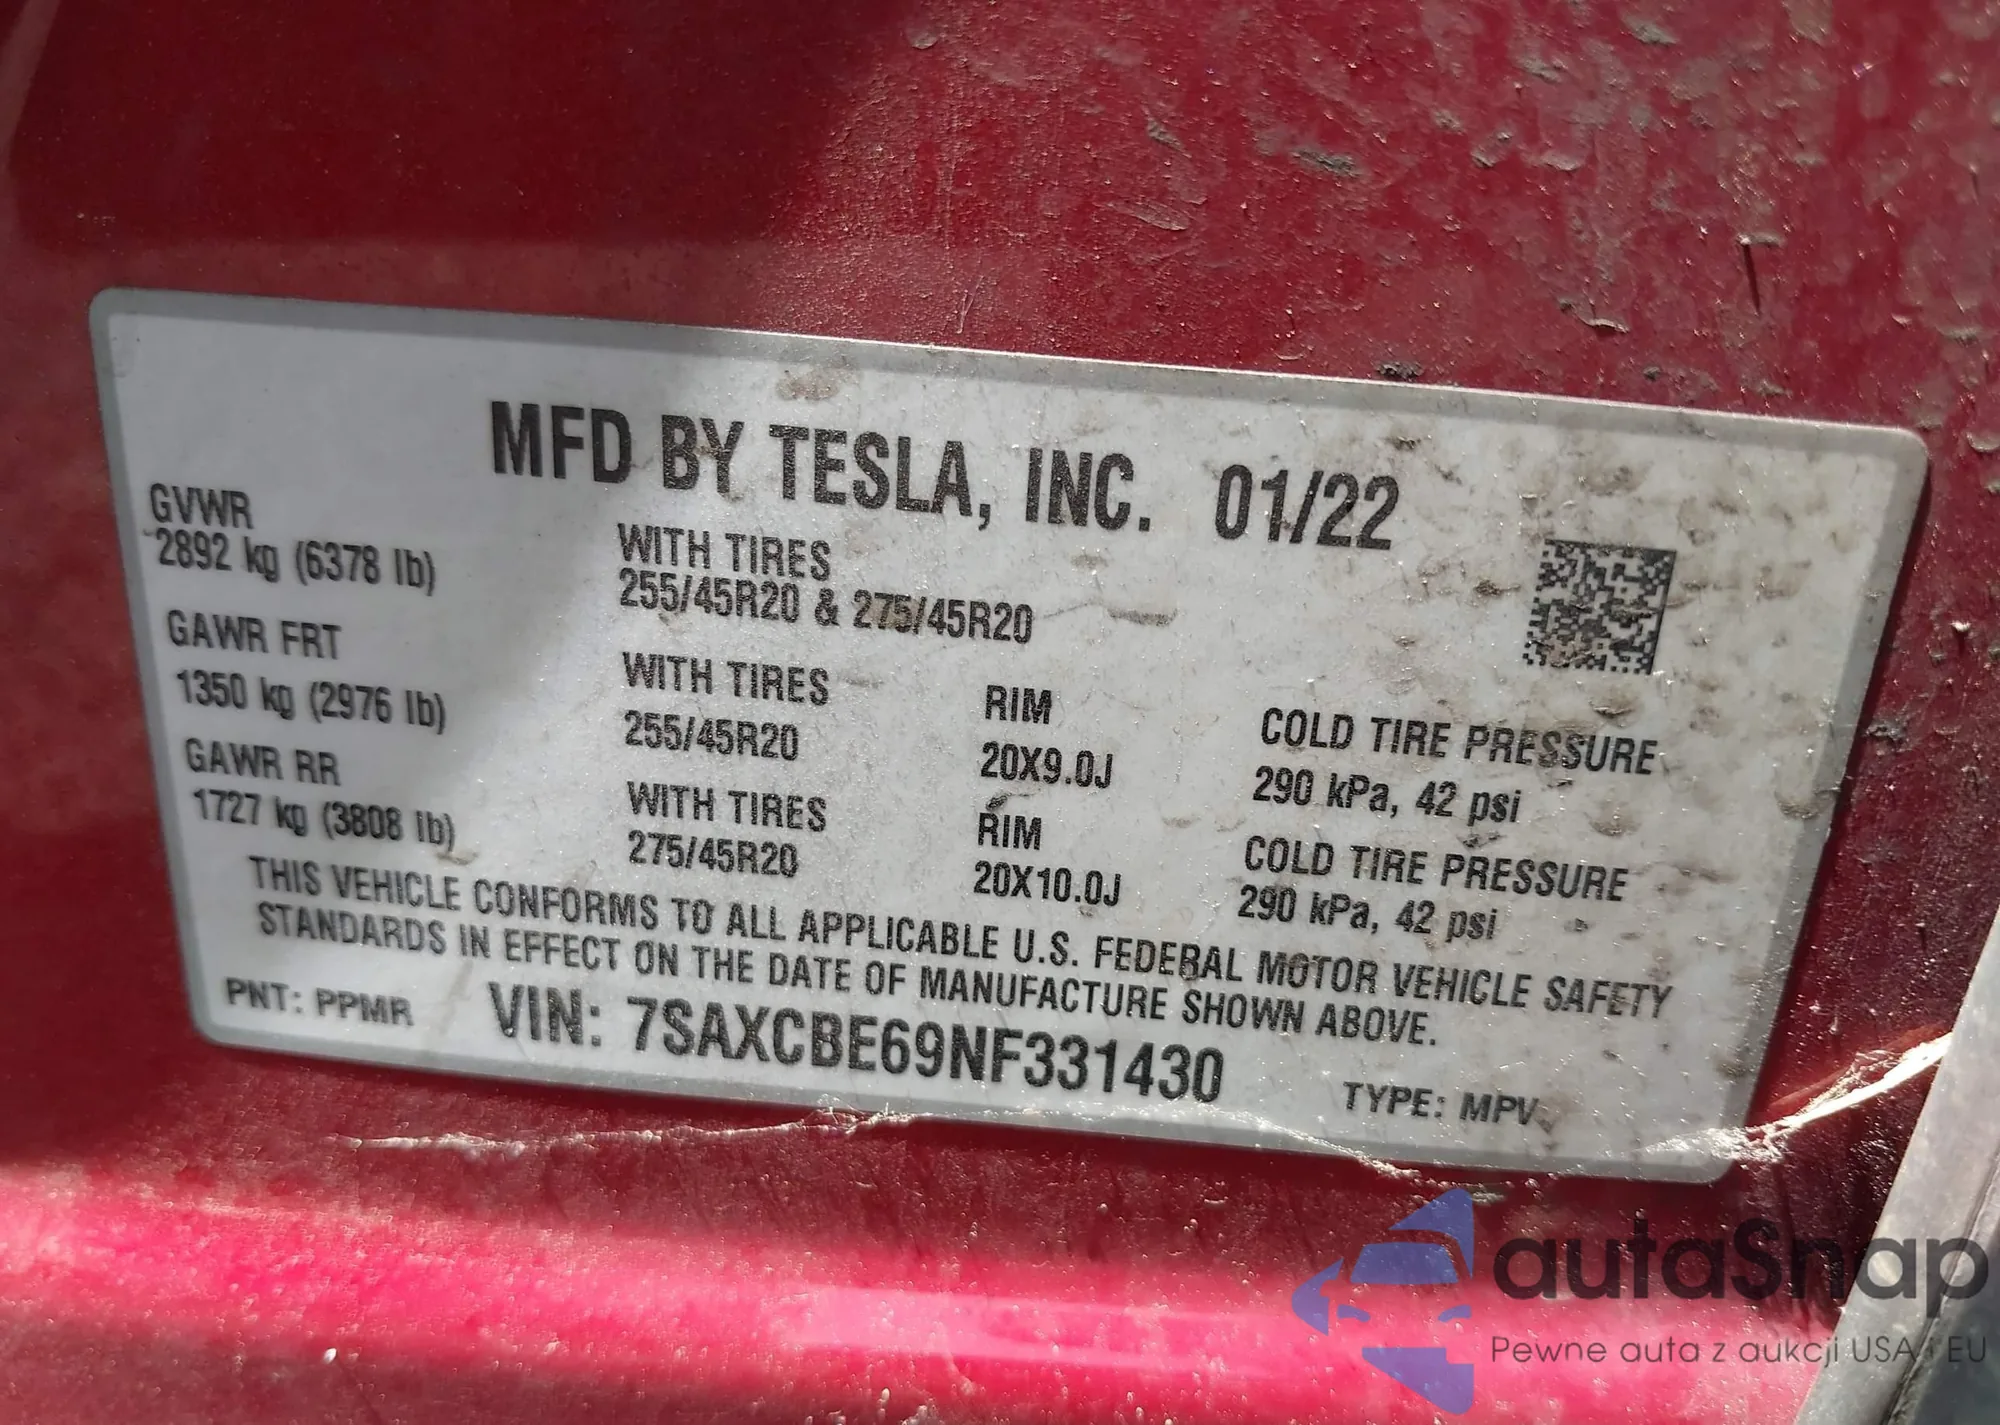 MFD BY TESLA, INC. 01/22
GVWR
2892 kg (6378 lb)
WITH TIRES
255/45R20 & 275/45R20
GAWR FRT
1350 kg (2976 lb)
WITH TIRES
255/45R20
RIM
20X9.0J
COLD TIRE PRESSURE
290 kPa, 42 psi
GAWR RR
1727 kg (3808 lb)
WITH TIRES
275/45R20
RIM
20X10.0J
COLD TIRE PRESSURE
290 kPa, 42 psi
THIS VEHICLE CONFORMS TO ALL APPLICABLE U.S. FEDERAL MOTOR VEHICLE SAFETY
STANDARDS IN EFFECT ON THE DATE OF MANUFACTURE SHOWN ABOVE.
PNT: PPMR
VIN: 7SAXCBE69NF331430
TYPE: MPV
autaSnap
Pewne auta z aukcji USA i EU